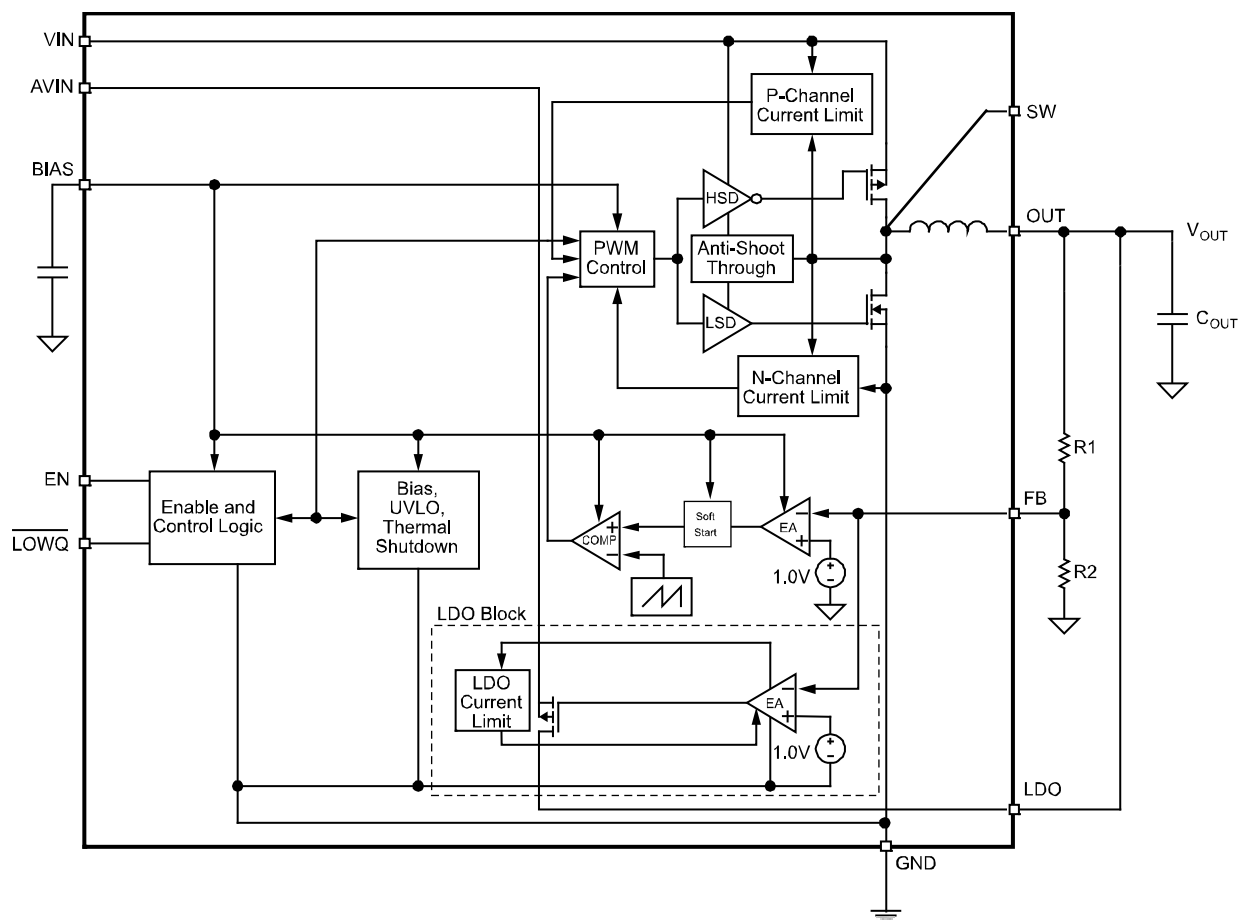 VIN
AVIN
P-Channel
Current Limit
SW
BIAS
HSD
OUT
VOUT
PWM
Control
Anti-Shoot
Through
LSD
COUT
N-Channel
Current Limit
R1
EN
Enable and
Control Logic
Bias,
UVLO,
Thermal
Shutdown
FB
Soft
Start
EA
COMP
LOWQ
1.0V
R2
LDO Block
LDO
Current
Limit
EA
1.0V
LDO
GND